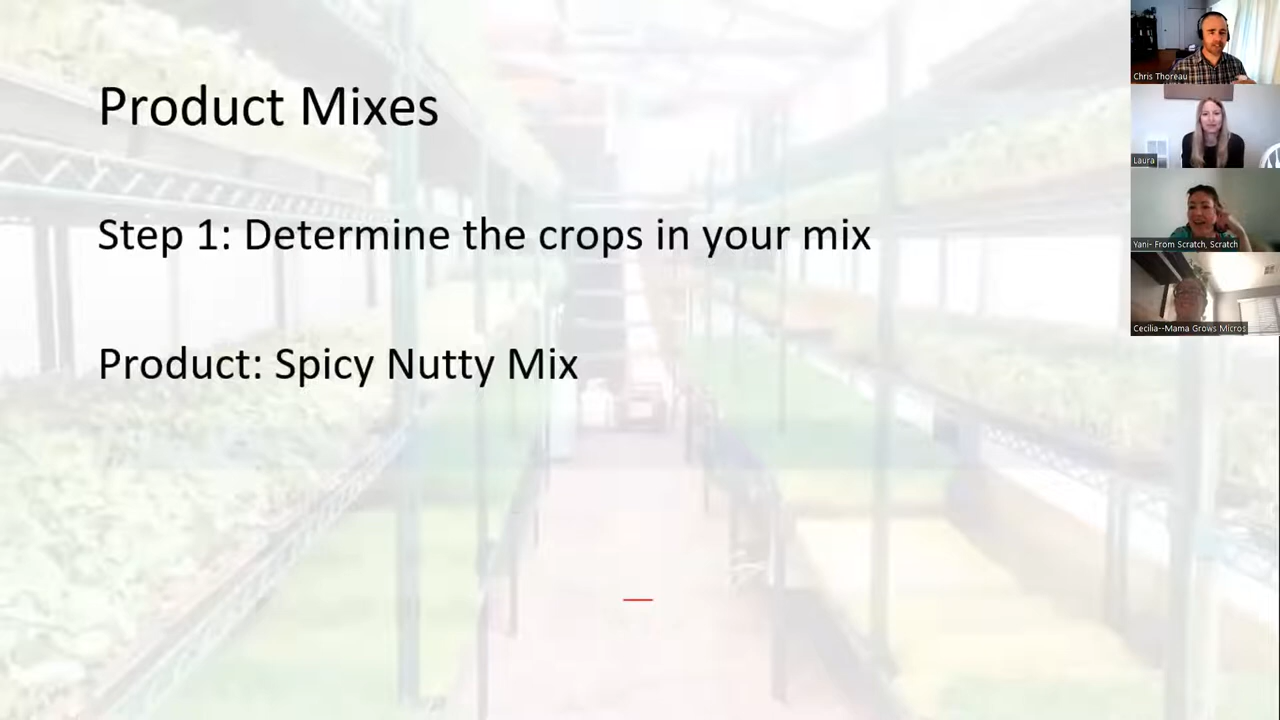 Product Mixes
Step 1: Determine the crops in your mix
Product: Spicy Nutty Mix
Chris Thoreau
Laura
Yani- From Scratch, Scratch
Cecilia--Mama Grows Micros